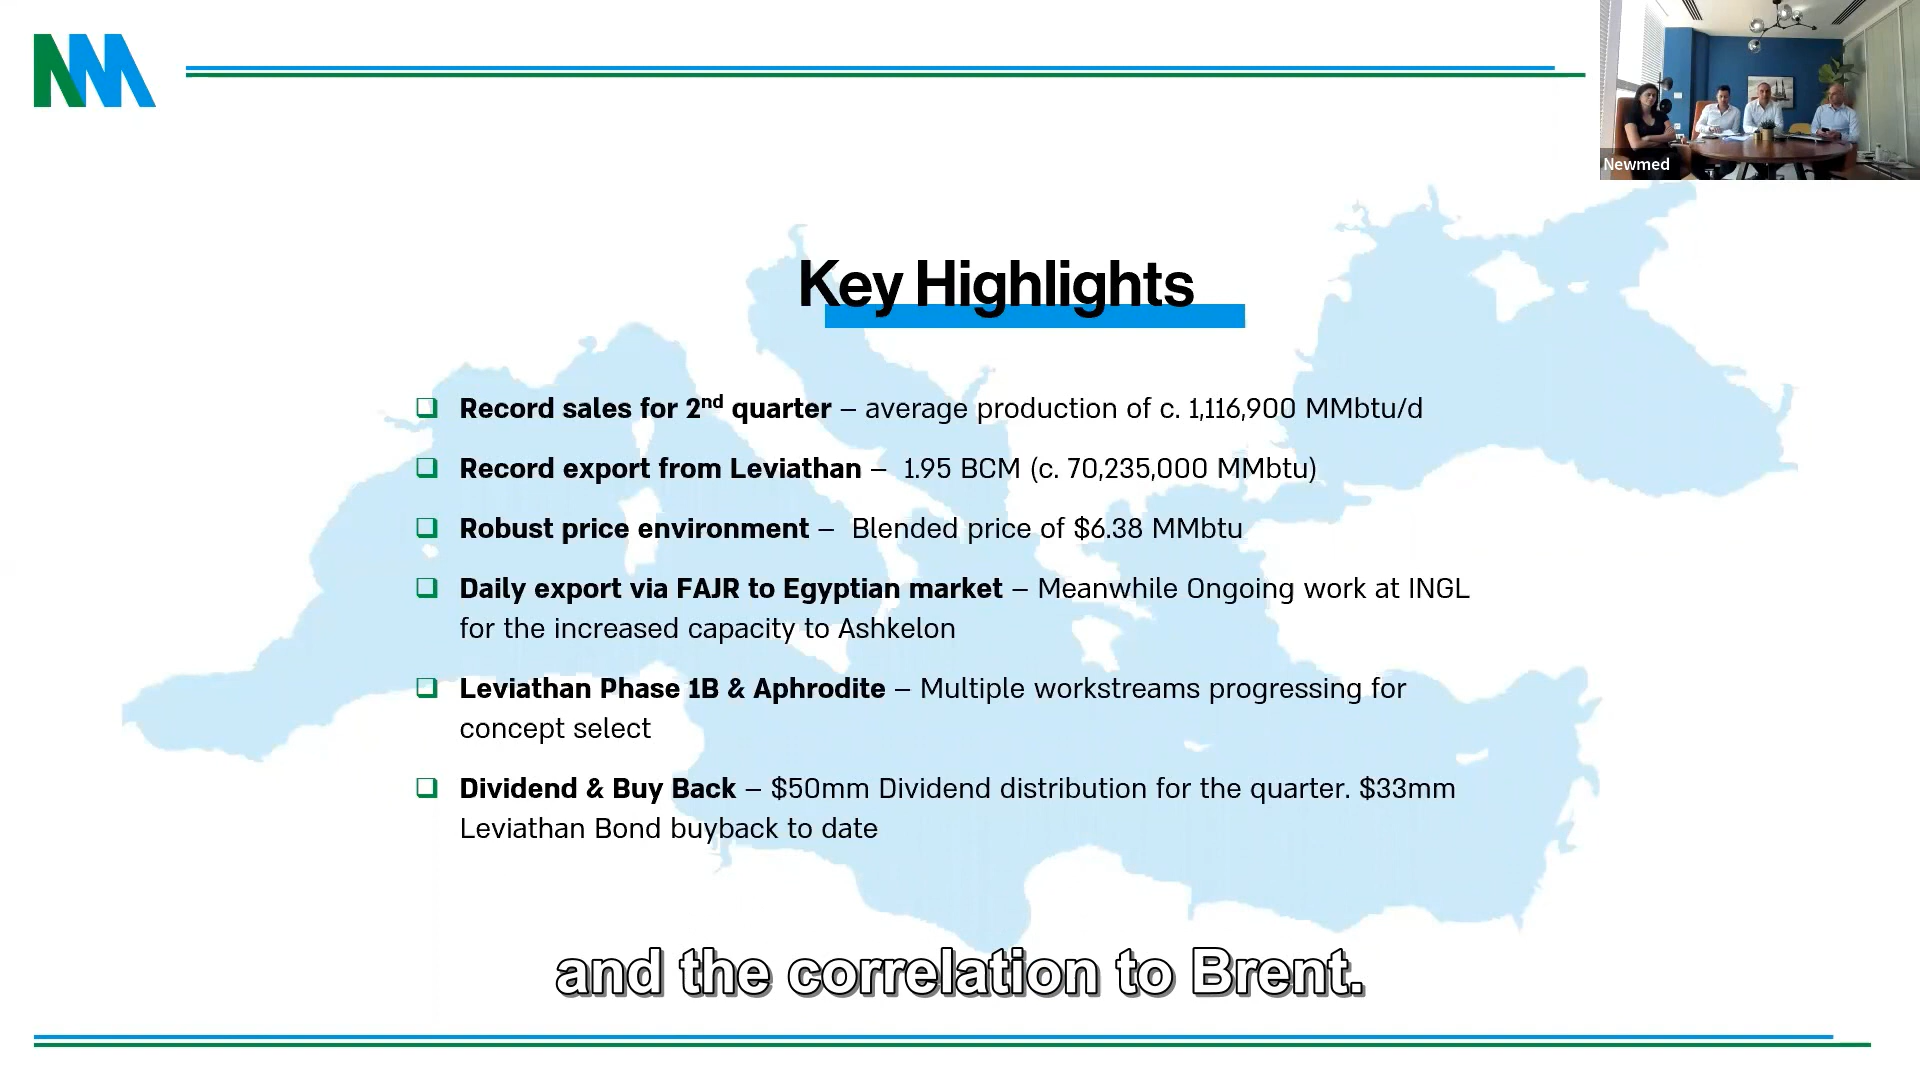 NM
Newmed
Key Highlights
❑ Record sales for 2nd quarter – average production of c. 1,116,900 MMbtu/d
❑ Record export from Leviathan – 1.95 BCM (c. 70,235,000 MMbtu)
❑ Robust price environment – Blended price of $6.38 MMbtu
❑ Daily export via FAJR to Egyptian market – Meanwhile Ongoing work at INGL
for the increased capacity to Ashkelon
❑ Leviathan Phase 1B & Aphrodite – Multiple workstreams progressing for
concept select
❑ Dividend & Buy Back – $50mm Dividend distribution for the quarter. $33mm
Leviathan Bond buyback to date
and the correlation to Brent.